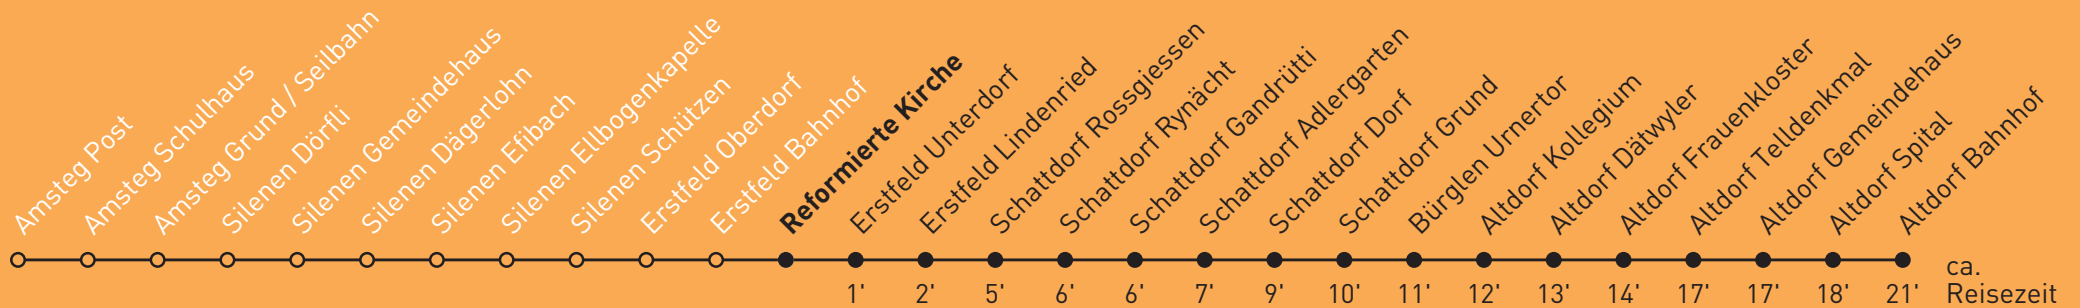 Amsteg Post
Amsteg Schulhaus
Amsteg Grund / Seilbahn
Silenen Dörfli
Silenen Gemeindehaus
Silenen Dägerlohn
Silenen Efibach
Silenen Ellbogenkapelle
Silenen Schützen
Erstfeld Oberdorf
Erstfeld Bahnhof
Reformierte Kirche
Erstfeld Unterdorf
Erstfeld Lindenried
Schattdorf Rossgiessen
Schattdorf Rynächt
Schattdorf Gandrütti
Schattdorf Adlergarten
Schattdorf Dorf
Schattdorf Grund
Bürglen Urnertor
Altdorf Kollegium
Altdorf Dätwyler
Altdorf Frauenkloster
Altdorf Telldenkmal
Altdorf Gemeindehaus
Altdorf Spital
Altdorf Bahnhof
1' 2' 5' 6' 6' 7' 9' 10' 11' 12' 13' 14' 17' 17' 18' 21'
ca.
Reisezeit